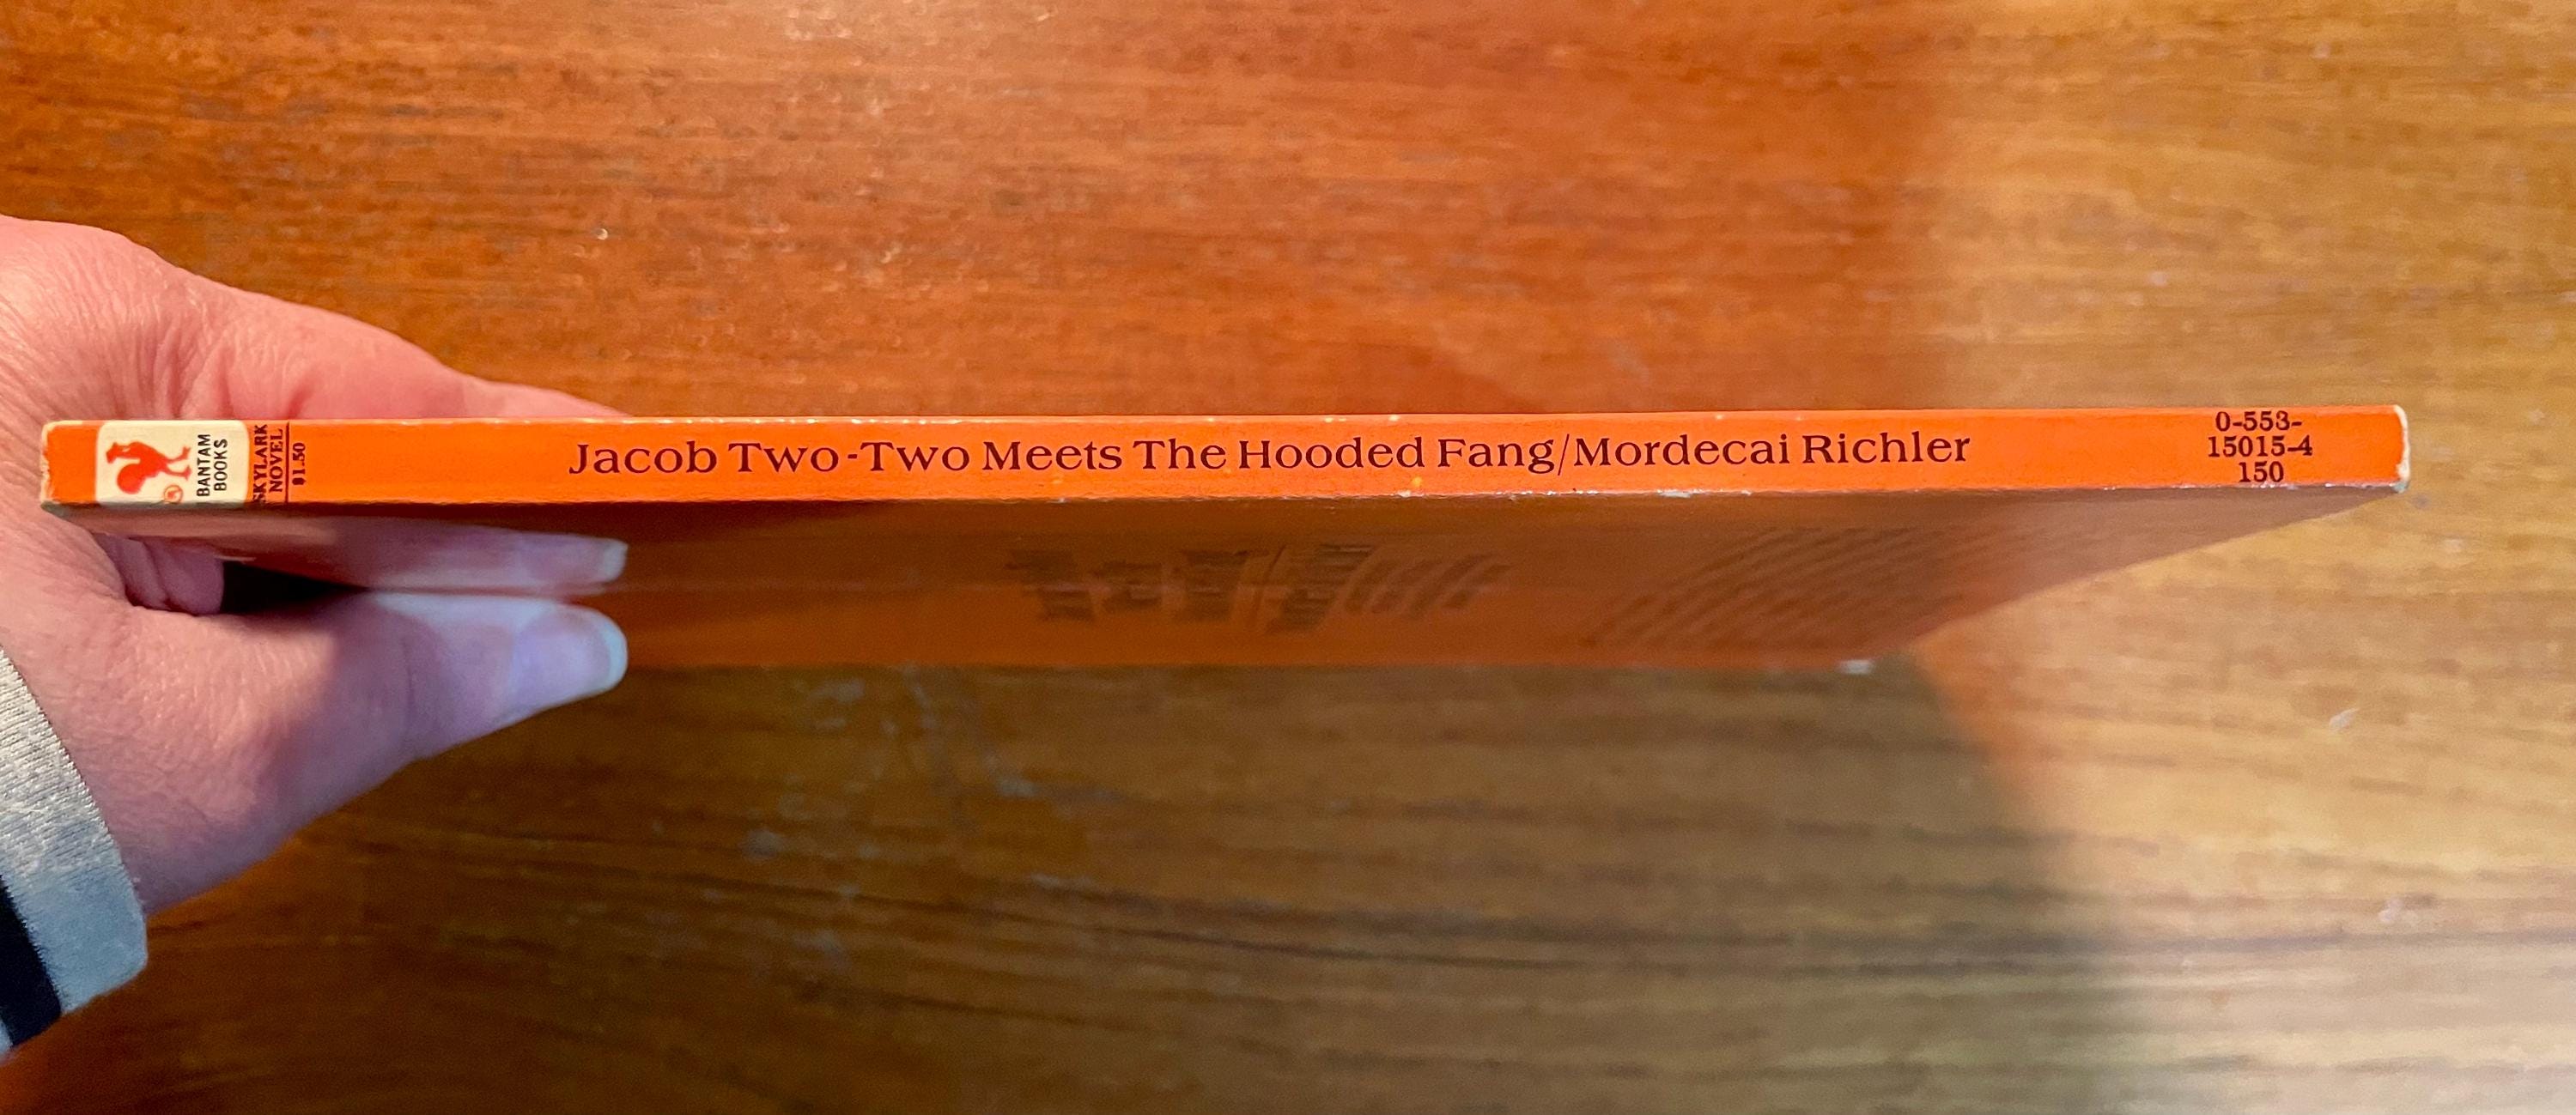 BANTAM
BOOKS
SKYLARK
NOVEL
$1.50
Jacob Two-Two Meets The Hooded Fang/Mordecai Richler
0-553-
15015-4
150